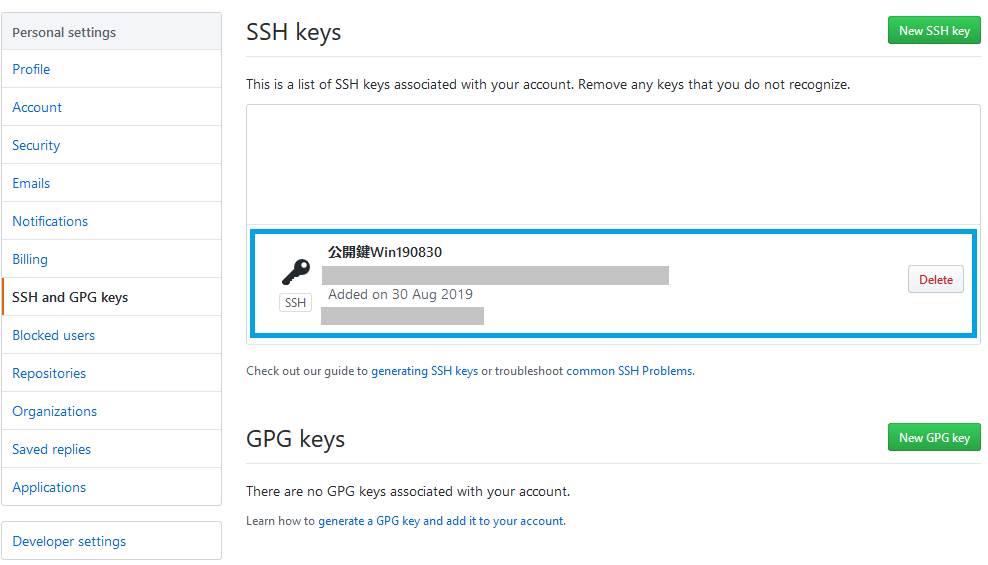 Personal settings
Profile
Account
Security
Emails
Notifications
Billing
SSH and GPG keys
Blocked users
Repositories
Organizations
Saved replies
Applications
Developer settings
SSH keys
New SSH key
This is a list of SSH keys associated with your account. Remove any keys that you do not recognize.
公開鍵Win190830
Added on 30 Aug 2019
SSH
Delete
Check out our guide to generating SSH keys or troubleshoot common SSH Problems.
GPG keys
New GPG key
There are no GPG keys associated with your account.
Learn how to generate a GPG key and add it to your account.